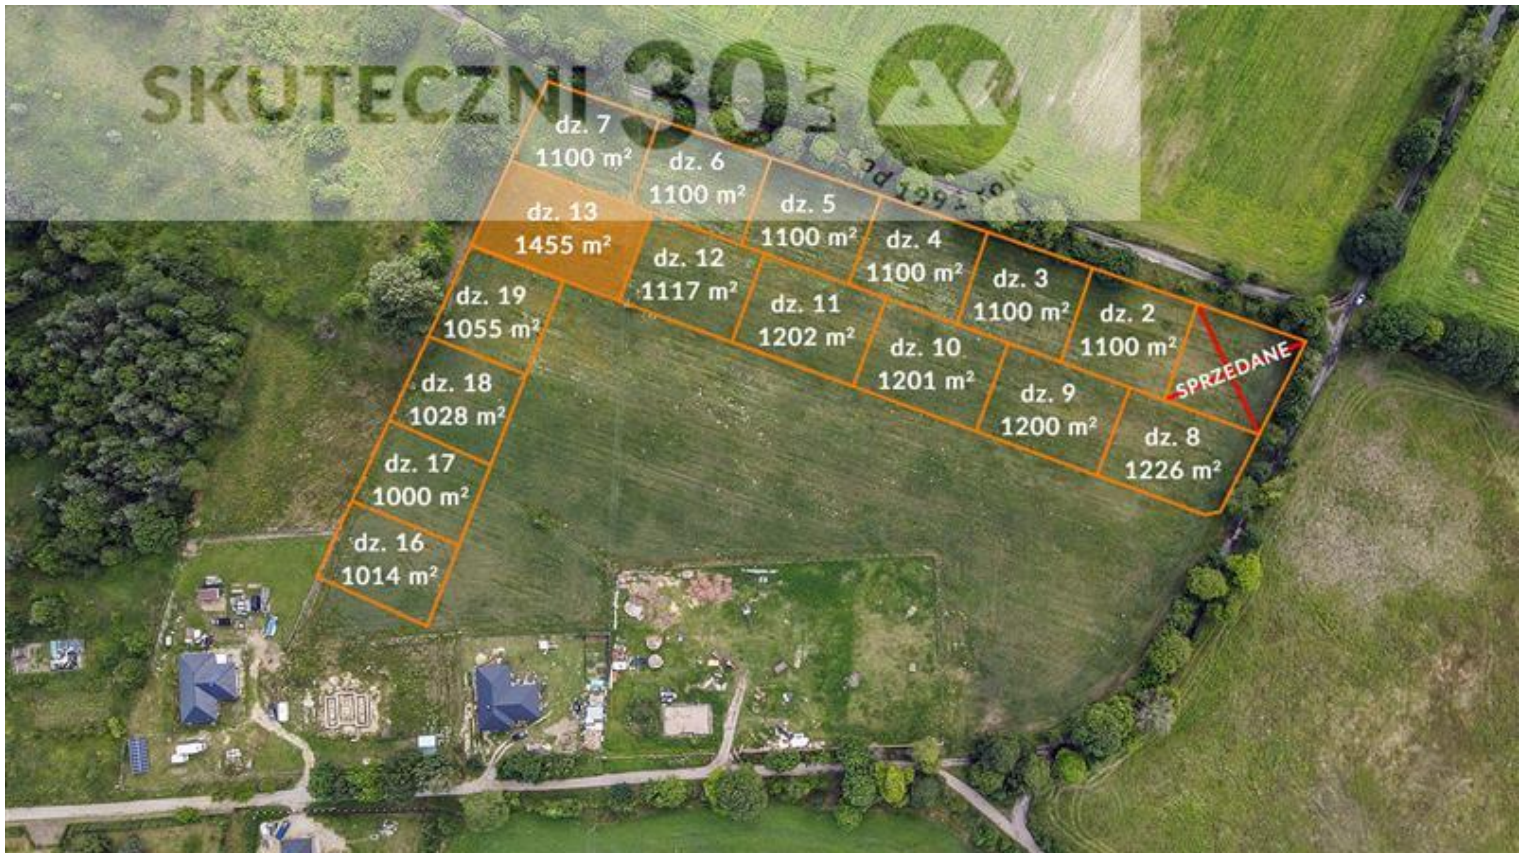 SKUTECZNI 30 LAT
dz. 7
1100 m²
dz. 6
1100 m²
dz. 5
1100 m²
dz. 4
1100 m²
dz. 3
1100 m²
dz. 2
1100 m²
SPRZEDANE
dz. 13
1455 m²
dz. 12
1117 m²
dz. 11
1202 m²
dz. 10
1201 m²
dz. 9
1200 m²
dz. 8
1226 m²
dz. 19
1055 m²
dz. 18
1028 m²
dz. 17
1000 m²
dz. 16
1014 m²